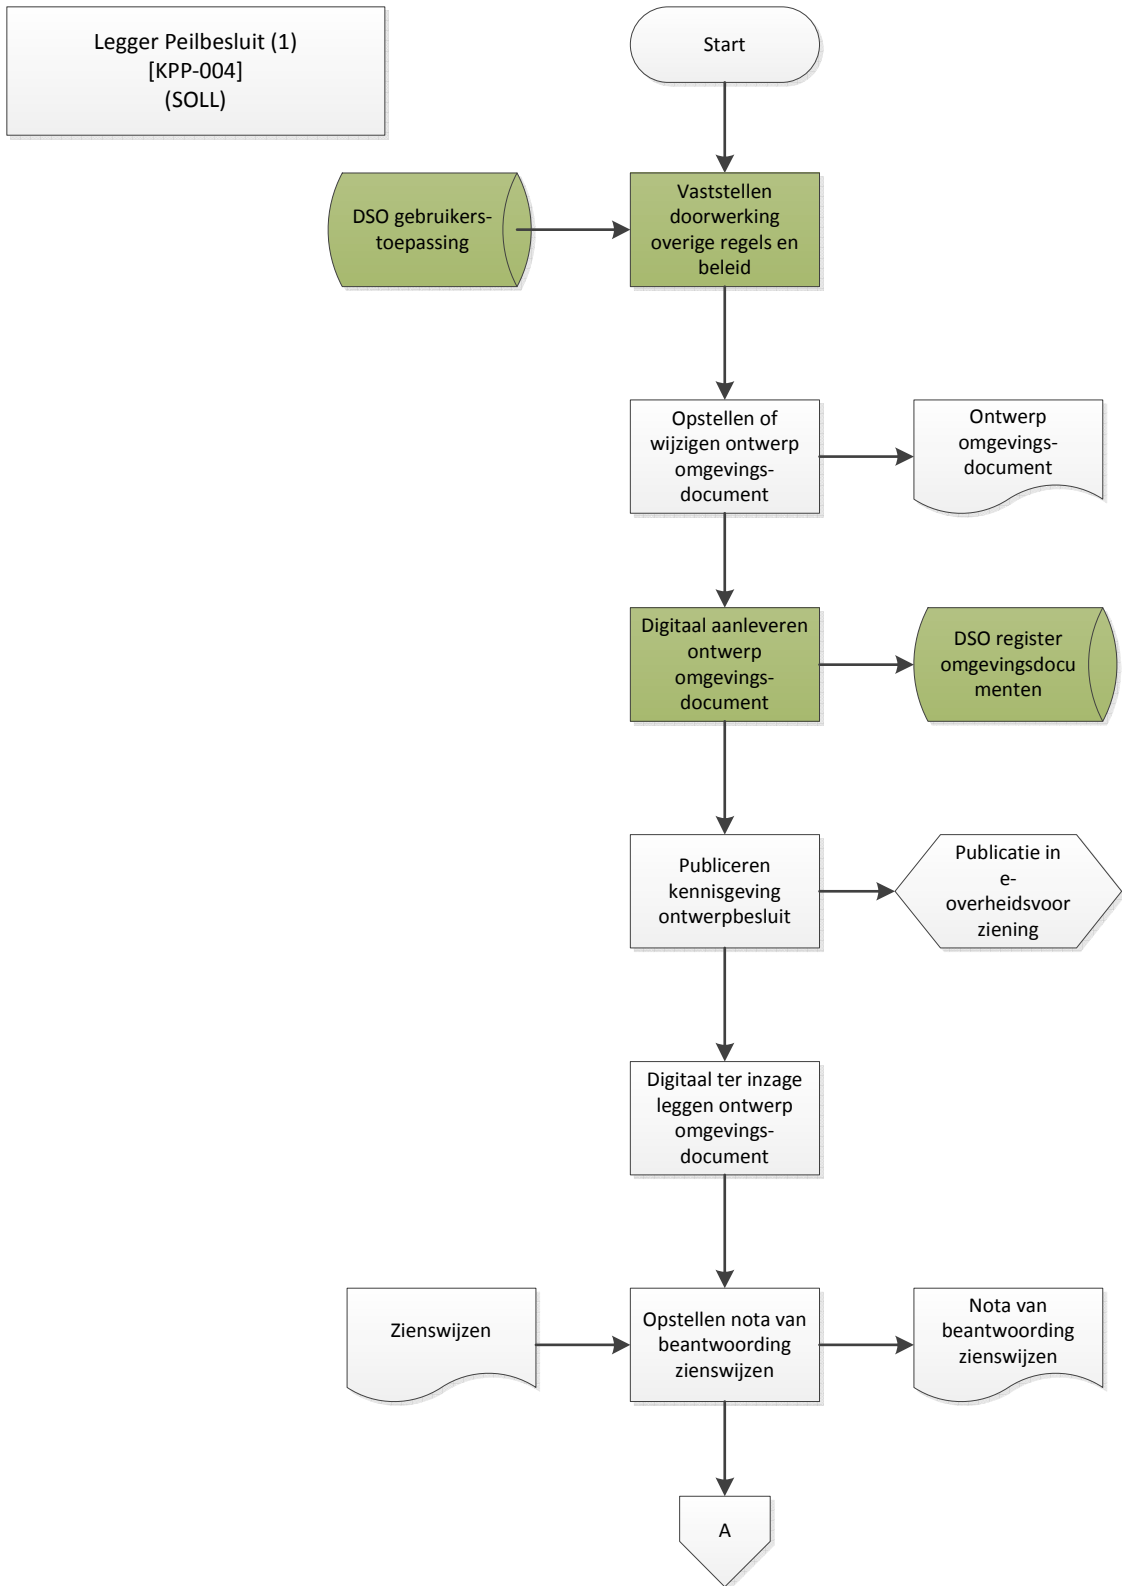 Legger Peilbesluit (1)
[KPP-004]
(SOLL)
Start
DSO gebruikers-
toepassing
Vaststellen
doorwerking
overige regels en
beleid
Opstellen of
wijzigen ontwerp
omgevings-
document
Ontwerp
omgevings-
document
Digitaal aanleveren
ontwerp
omgevings-
document
DSO register
omgevingsdocu
menten
Publiceren
kennisgeving
ontwerpbesluit
Publicatie in
e-
overheidsvoor
ziening
Digitaal ter inzage
leggen ontwerp
omgevings-
document
Zienswijzen
Opstellen nota van
beantwoording
zienswijzen
Nota van
beantwoording
zienswijzen
A